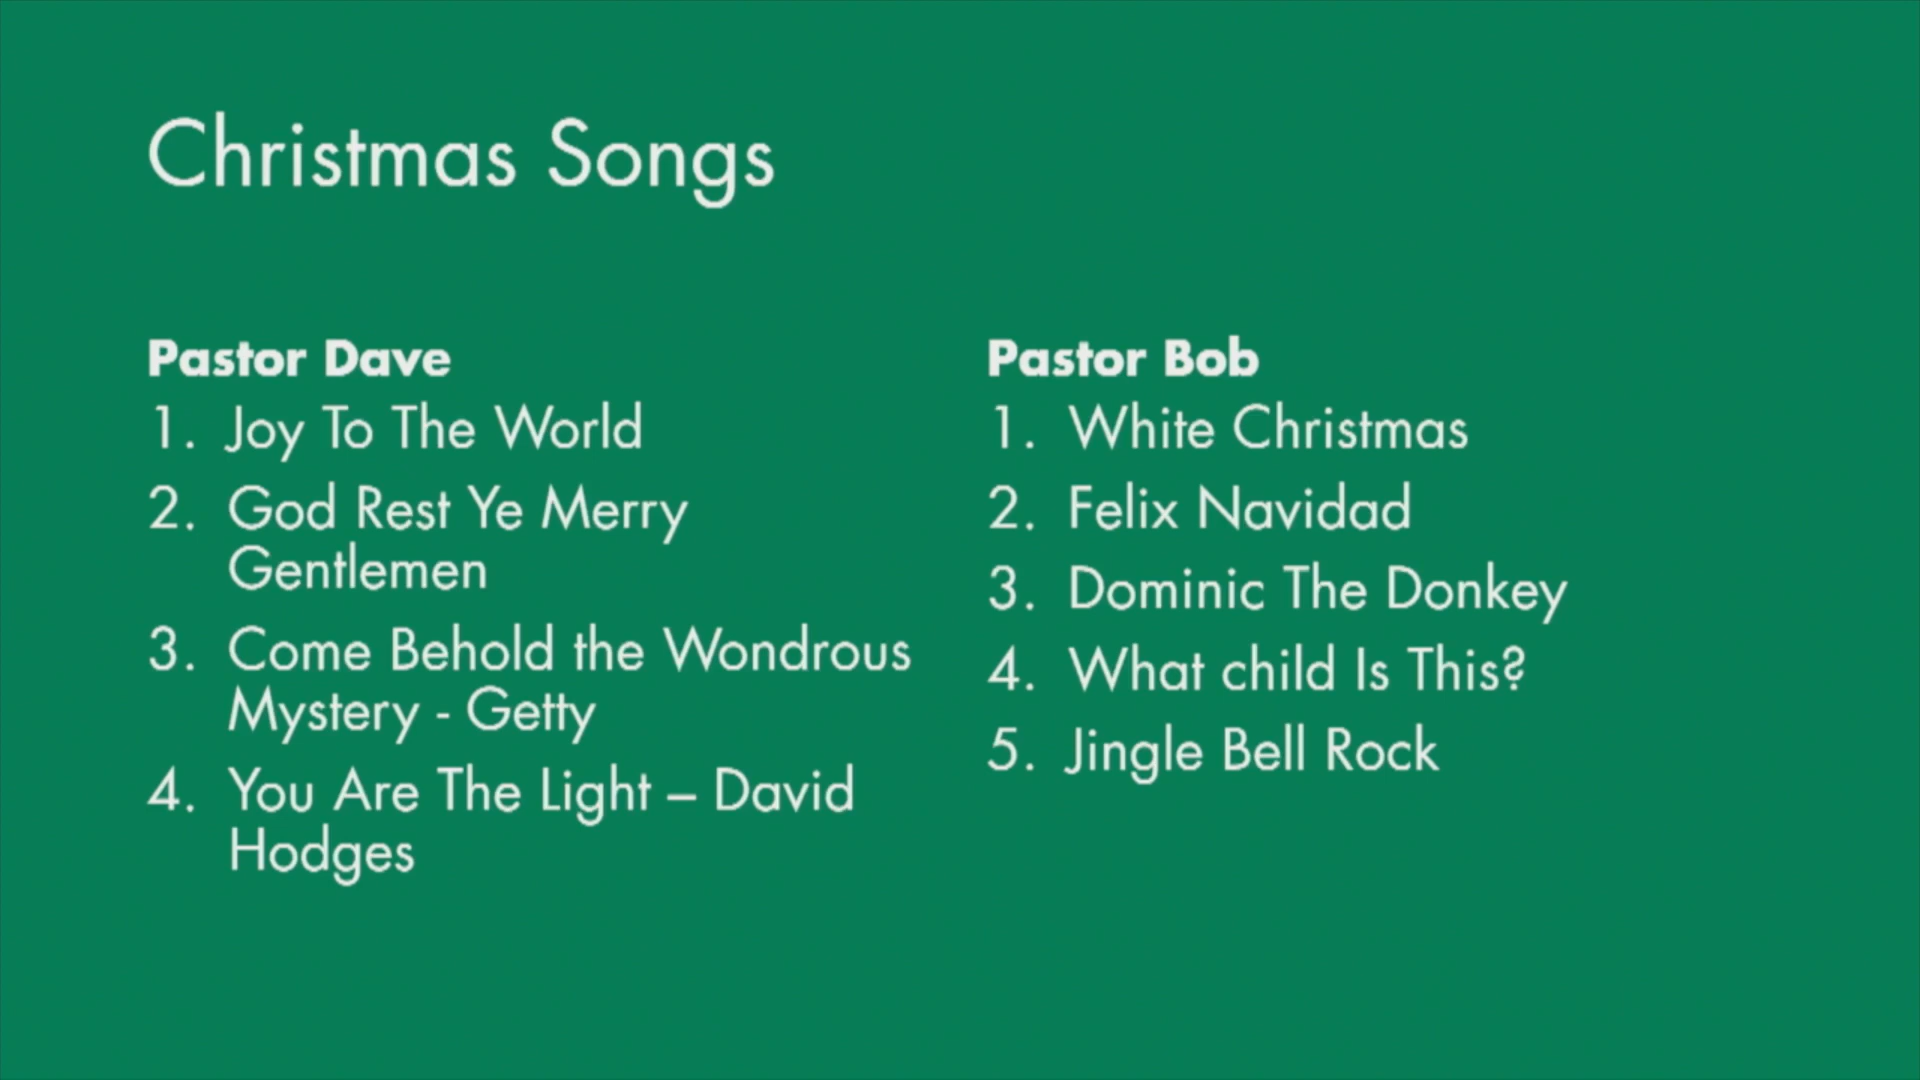 Christmas Songs
Pastor Dave
1. Joy To The World
2. God Rest Ye Merry
Gentlemen
3. Come Behold the Wondrous
Mystery - Getty
4. You Are The Light – David
Hodges
Pastor Bob
1. White Christmas
2. Felix Navidad
3. Dominic The Donkey
4. What child Is This?
5. Jingle Bell Rock